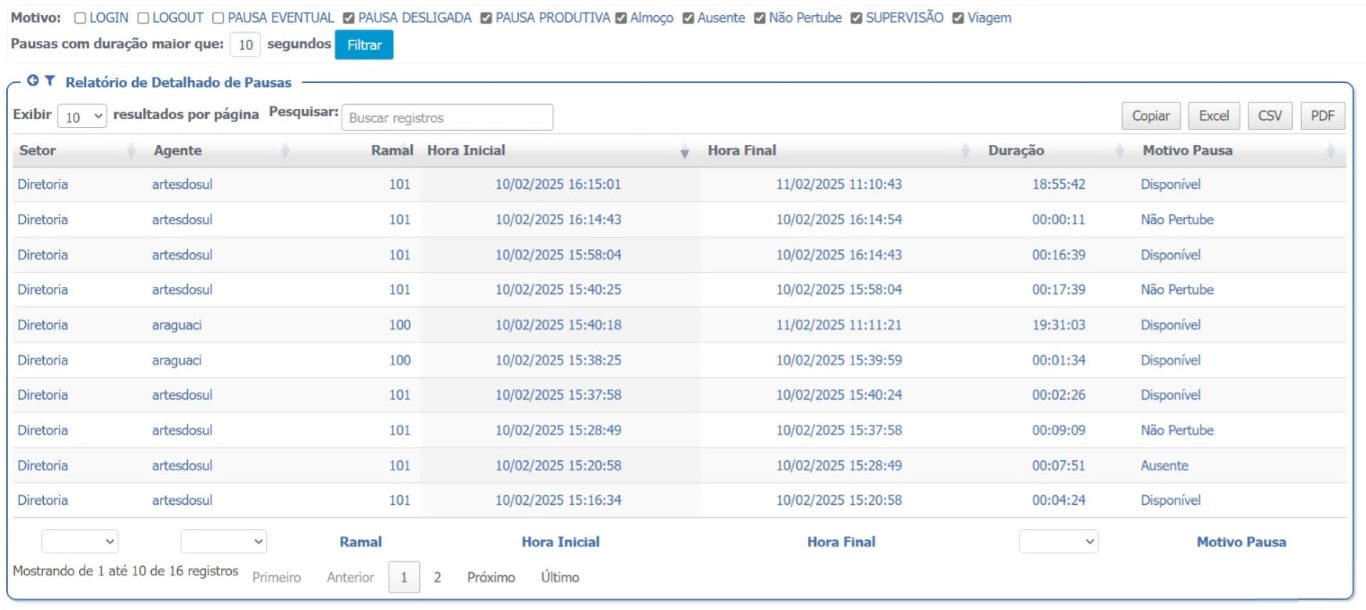 Motivo: LOGIN LOGOUT PAUSA EVENTUAL PAUSA DESLIGADA PAUSA PRODUTIVA Almoço Ausente Não Pertube SUPERVISÃO Viagem
Pausas com duração maior que: 10 segundos Filtrar
Relatório de Detalhado de Pausas
Exibir 10 resultados por página Pesquisar: Buscar registros Copiar Excel CSV PDF
Setor Agente Ramal Hora Inicial Hora Final Duração Motivo Pausa
Diretoria artesdosul 101 10/02/2025 16:15:01 11/02/2025 11:10:43 18:55:42 Disponível
Diretoria artesdosul 101 10/02/2025 16:14:43 10/02/2025 16:14:54 00:00:11 Não Pertube
Diretoria artesdosul 101 10/02/2025 15:58:04 10/02/2025 16:14:43 00:16:39 Disponível
Diretoria artesdosul 101 10/02/2025 15:40:25 10/02/2025 15:58:04 00:17:39 Não Pertube
Diretoria araguaci 100 10/02/2025 15:40:18 11/02/2025 11:11:21 19:31:03 Disponível
Diretoria araguaci 100 10/02/2025 15:38:25 10/02/2025 15:39:59 00:01:34 Disponível
Diretoria artesdosul 101 10/02/2025 15:37:58 10/02/2025 15:40:24 00:02:26 Disponível
Diretoria artesdosul 101 10/02/2025 15:28:49 10/02/2025 15:37:58 00:09:09 Não Pertube
Diretoria artesdosul 101 10/02/2025 15:20:58 10/02/2025 15:28:49 00:07:51 Ausente
Diretoria artesdosul 101 10/02/2025 15:16:34 10/02/2025 15:20:58 00:04:24 Disponível
Ramal Hora Inicial Hora Final Motivo Pausa
Mostrando de 1 até 10 de 16 registros Primeiro Anterior 1 2 Próximo Último